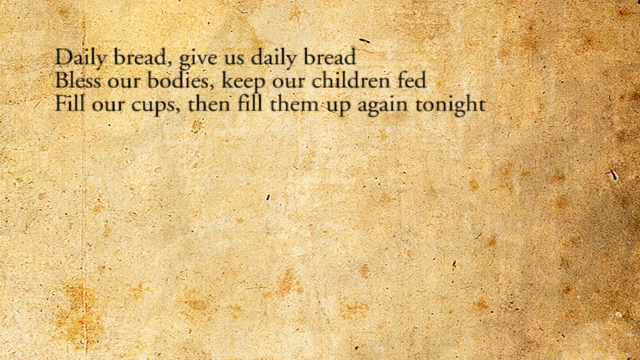 Daily bread, give us daily bread
Bless our bodies, keep our children fed
Fill our cups, then fill them up again tonight